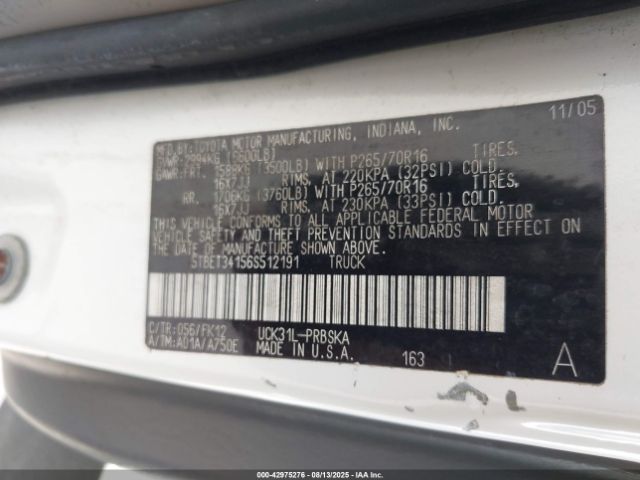 11/05
MFD.BY:TOYOTA MOTOR MANUFACTURING, INDIANA, INC.
GVWR:2994KG (6600LB)
GAWR:FRT. 1588KG (3500LB) WITH P265/70R16 TIRES,
16X7JJ RIMS, AT 220KPA (32PSI) COLD.
RR. 1706KG (3760LB) WITH P265/70R16 TIRES,
16X7JJ RIMS, AT 230KPA (33PSI) COLD.
THIS VEHICLE CONFORMS TO ALL APPLICABLE FEDERAL MOTOR
VEHICLE SAFETY AND THEFT PREVENTION STANDARDS IN EFFECT ON
THE DATE OF MANUFACTURE SHOWN ABOVE.
5TBET34156S512191 TRUCK
C/TR:056/FK12 UCK31L-PRBSKA
A/TM:A01A/A750E MADE IN U.S.A. 163 A
000-42975276 - 08/13/2025 - IAAI.COM